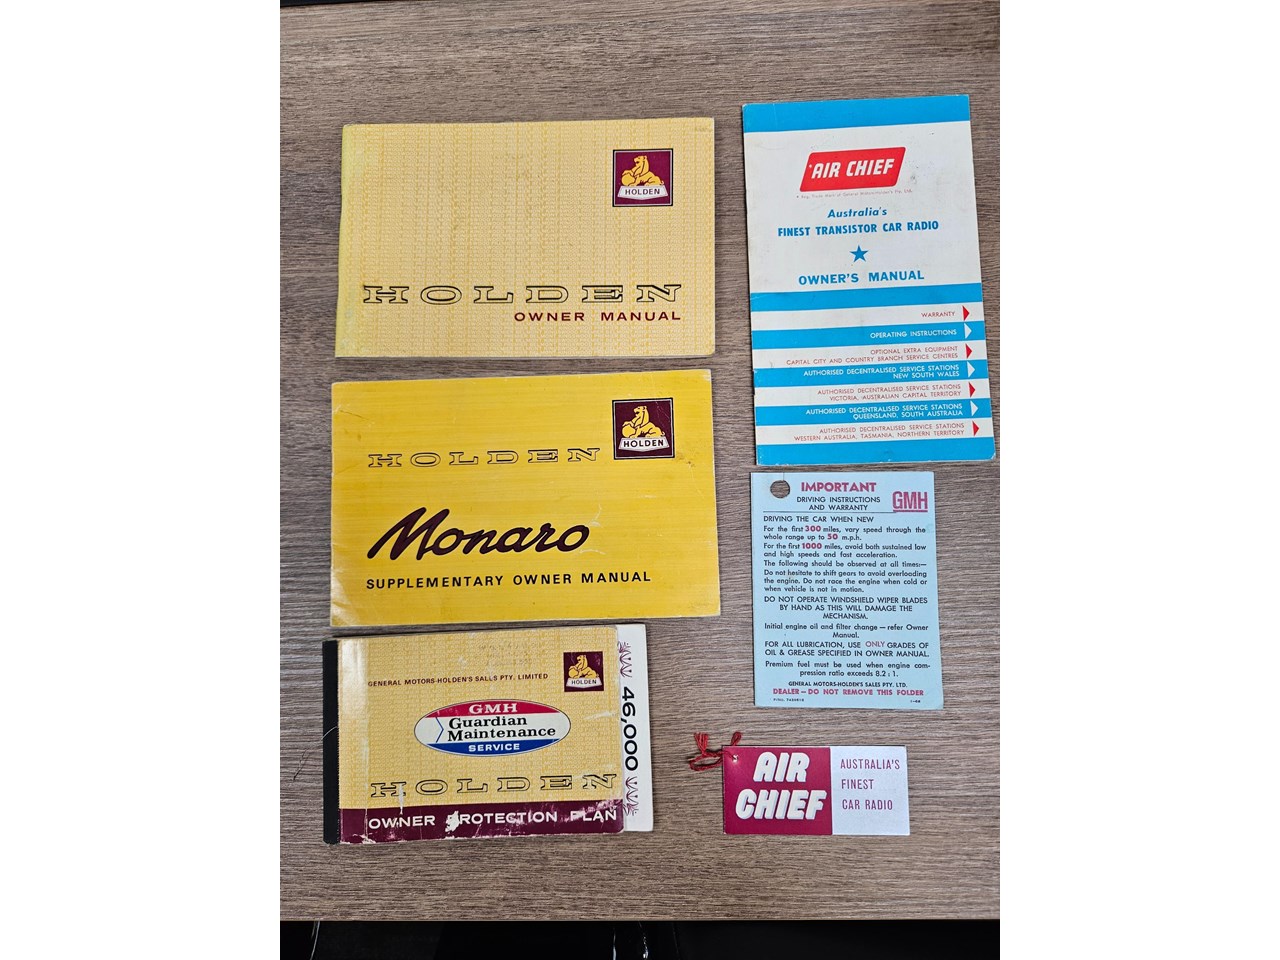 HOLDEN
HOLDEN
OWNER MANUAL
HOLDEN
HOLDEN
Monaro
SUPPLEMENTARY OWNER MANUAL
GENERAL MOTORS-HOLDEN'S SALES PTY. LIMITED
HOLDEN
GMH
Guardian
Maintenance
SERVICE
HOLDEN
OWNER PROTECTION PLAN
46,000
AIR CHIEF
Australia's
FINEST TRANSISTOR CAR RADIO
OWNER'S MANUAL
WARRANTY
OPERATING INSTRUCTIONS
OPTIONAL EXTRA EQUIPMENT
CAPITAL CITY AND COUNTRY BRANCH SERVICE CENTRES
AUTHORISED DECENTRALISED SERVICE STATIONS
NEW SOUTH WALES
AUTHORISED DECENTRALISED SERVICE STATIONS
VICTORIA, AUSTRALIAN CAPITAL TERRITORY
AUTHORISED DECENTRALISED SERVICE STATIONS
QUEENSLAND, SOUTH AUSTRALIA
AUTHORISED DECENTRALISED SERVICE STATIONS
WESTERN AUSTRALIA, TASMANIA, NORTHERN TERRITORY
IMPORTANT
DRIVING INSTRUCTIONS
AND WARRANTY
GMH
DRIVING THE CAR WHEN NEW
For the first 300 miles, vary speed through the
whole range up to 50 m.p.h.
For the first 1000 miles, avoid both sustained low
and high speeds and fast acceleration.
The following should be observed at all times:—
Do not hesitate to shift gears to avoid overloading
the engine. Do not race the engine when cold or
when vehicle is not in motion.
DO NOT OPERATE WINDSHIELD WIPER BLADES
BY HAND AS THIS WILL DAMAGE THE
MECHANISM.
Initial engine oil and filter change — refer Owner
Manual.
FOR ALL LUBRICATION, USE ONLY GRADES OF
OIL & GREASE SPECIFIED IN OWNER MANUAL.
Premium fuel must be used when engine com-
pression ratio exceeds 8.2 : 1.
GENERAL MOTORS-HOLDEN'S SALES PTY. LTD.
DEALER — DO NOT REMOVE THIS FOLDER
AIR
CHIEF
AUSTRALIA'S
FINEST
CAR RADIO